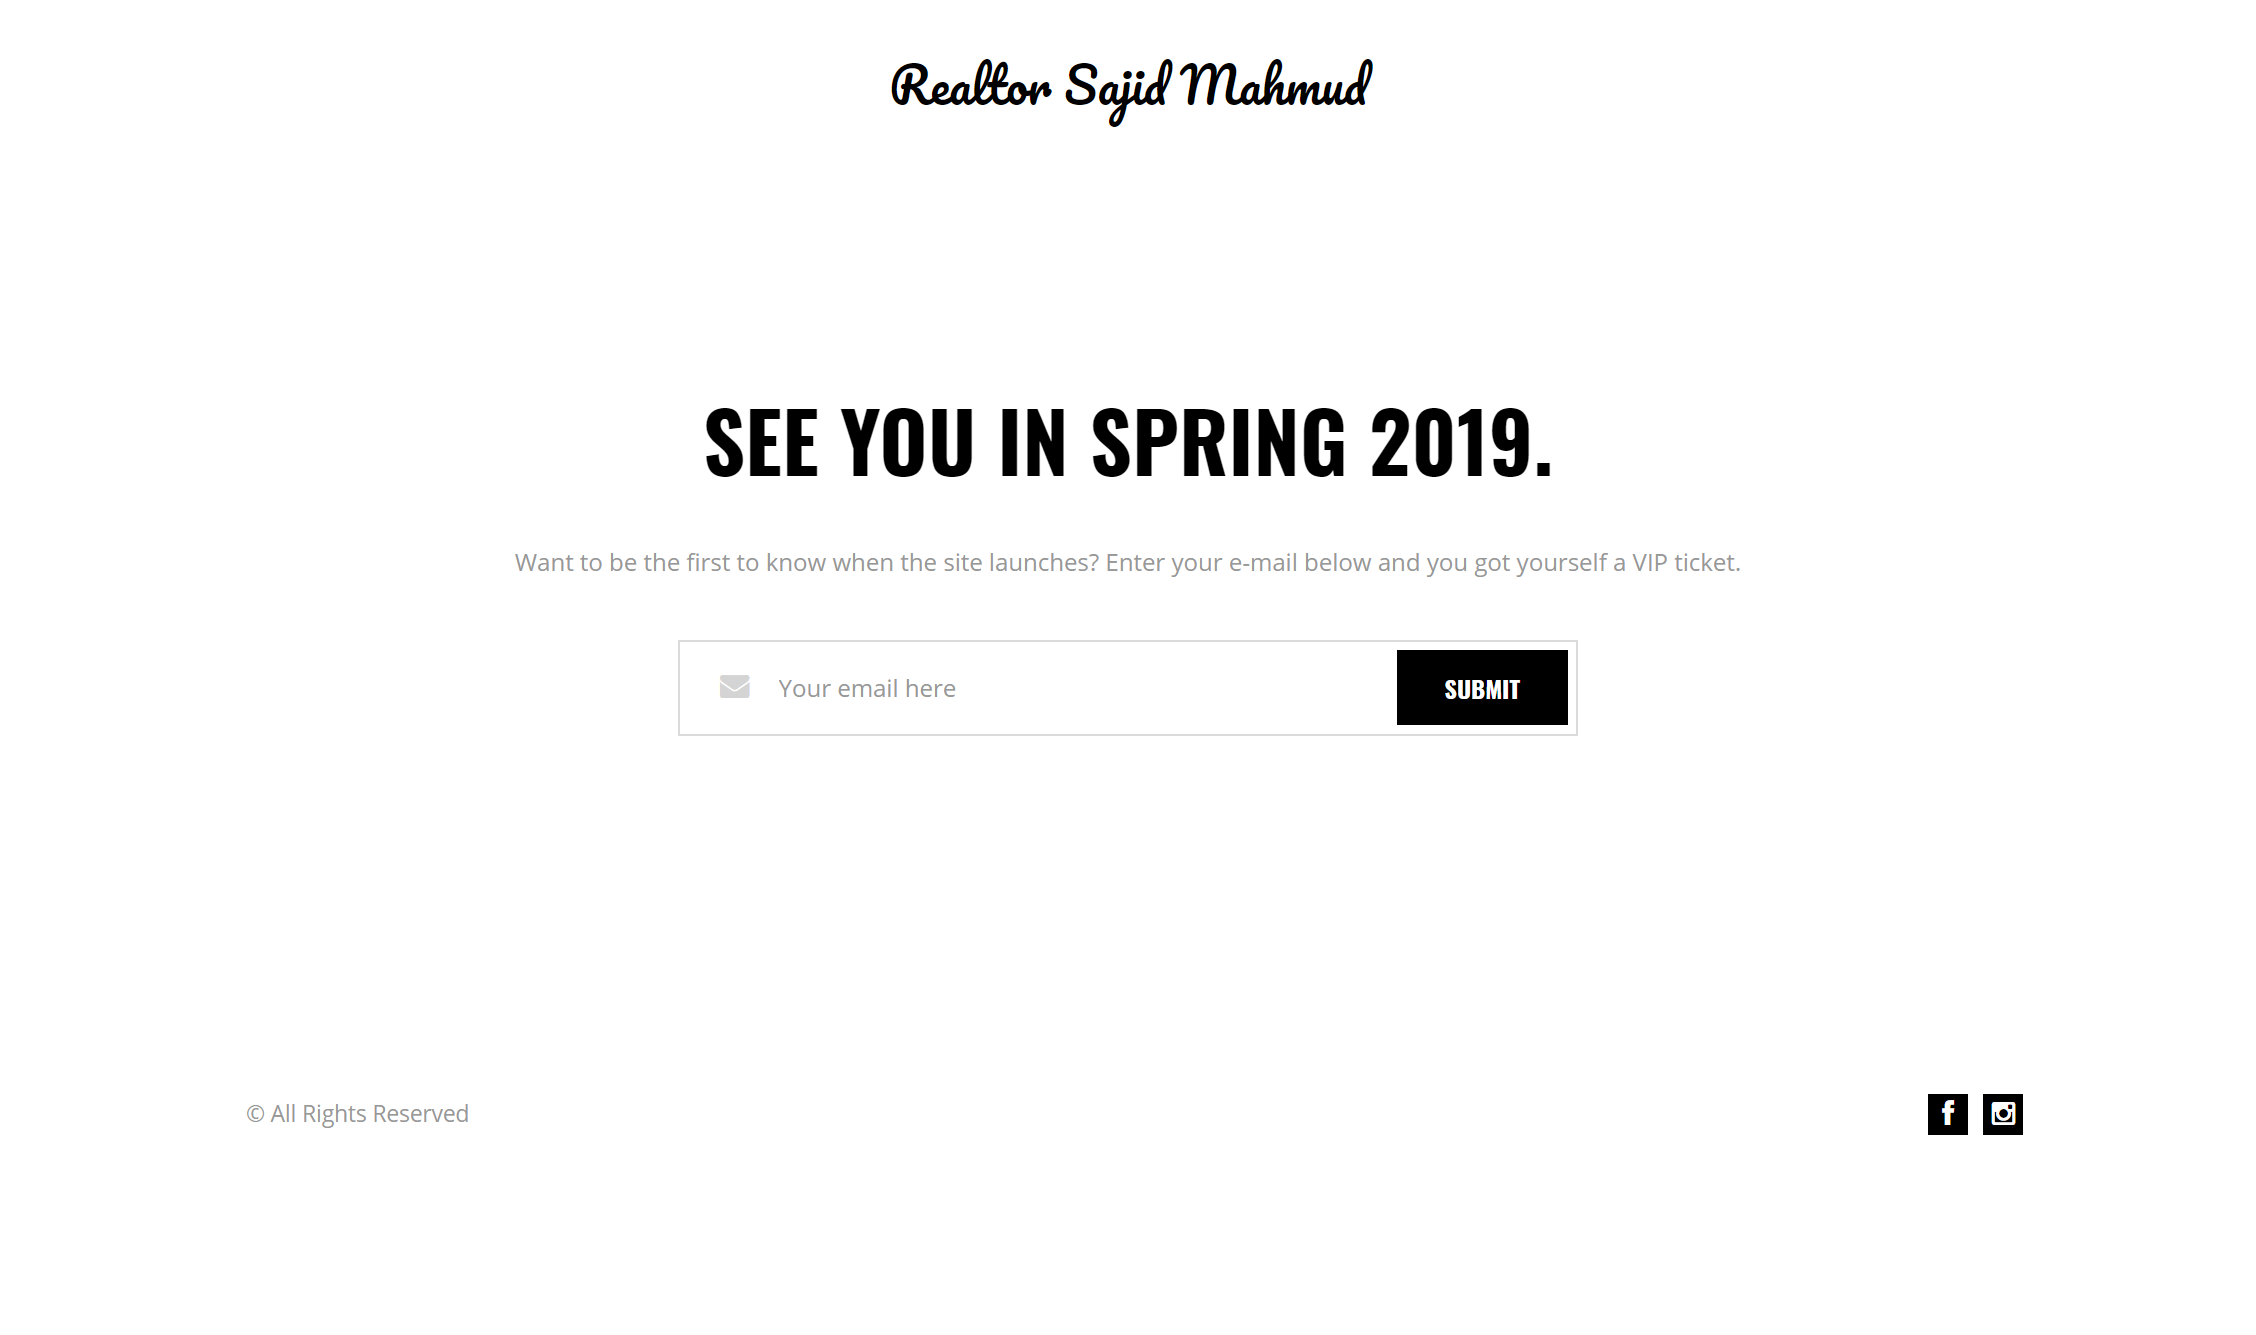 Realtor Sajid Mahmud
SEE YOU IN SPRING 2019.
Want to be the first to know when the site launches? Enter your e-mail below and you got yourself a VIP ticket.
Your email here
SUBMIT
© All Rights Reserved